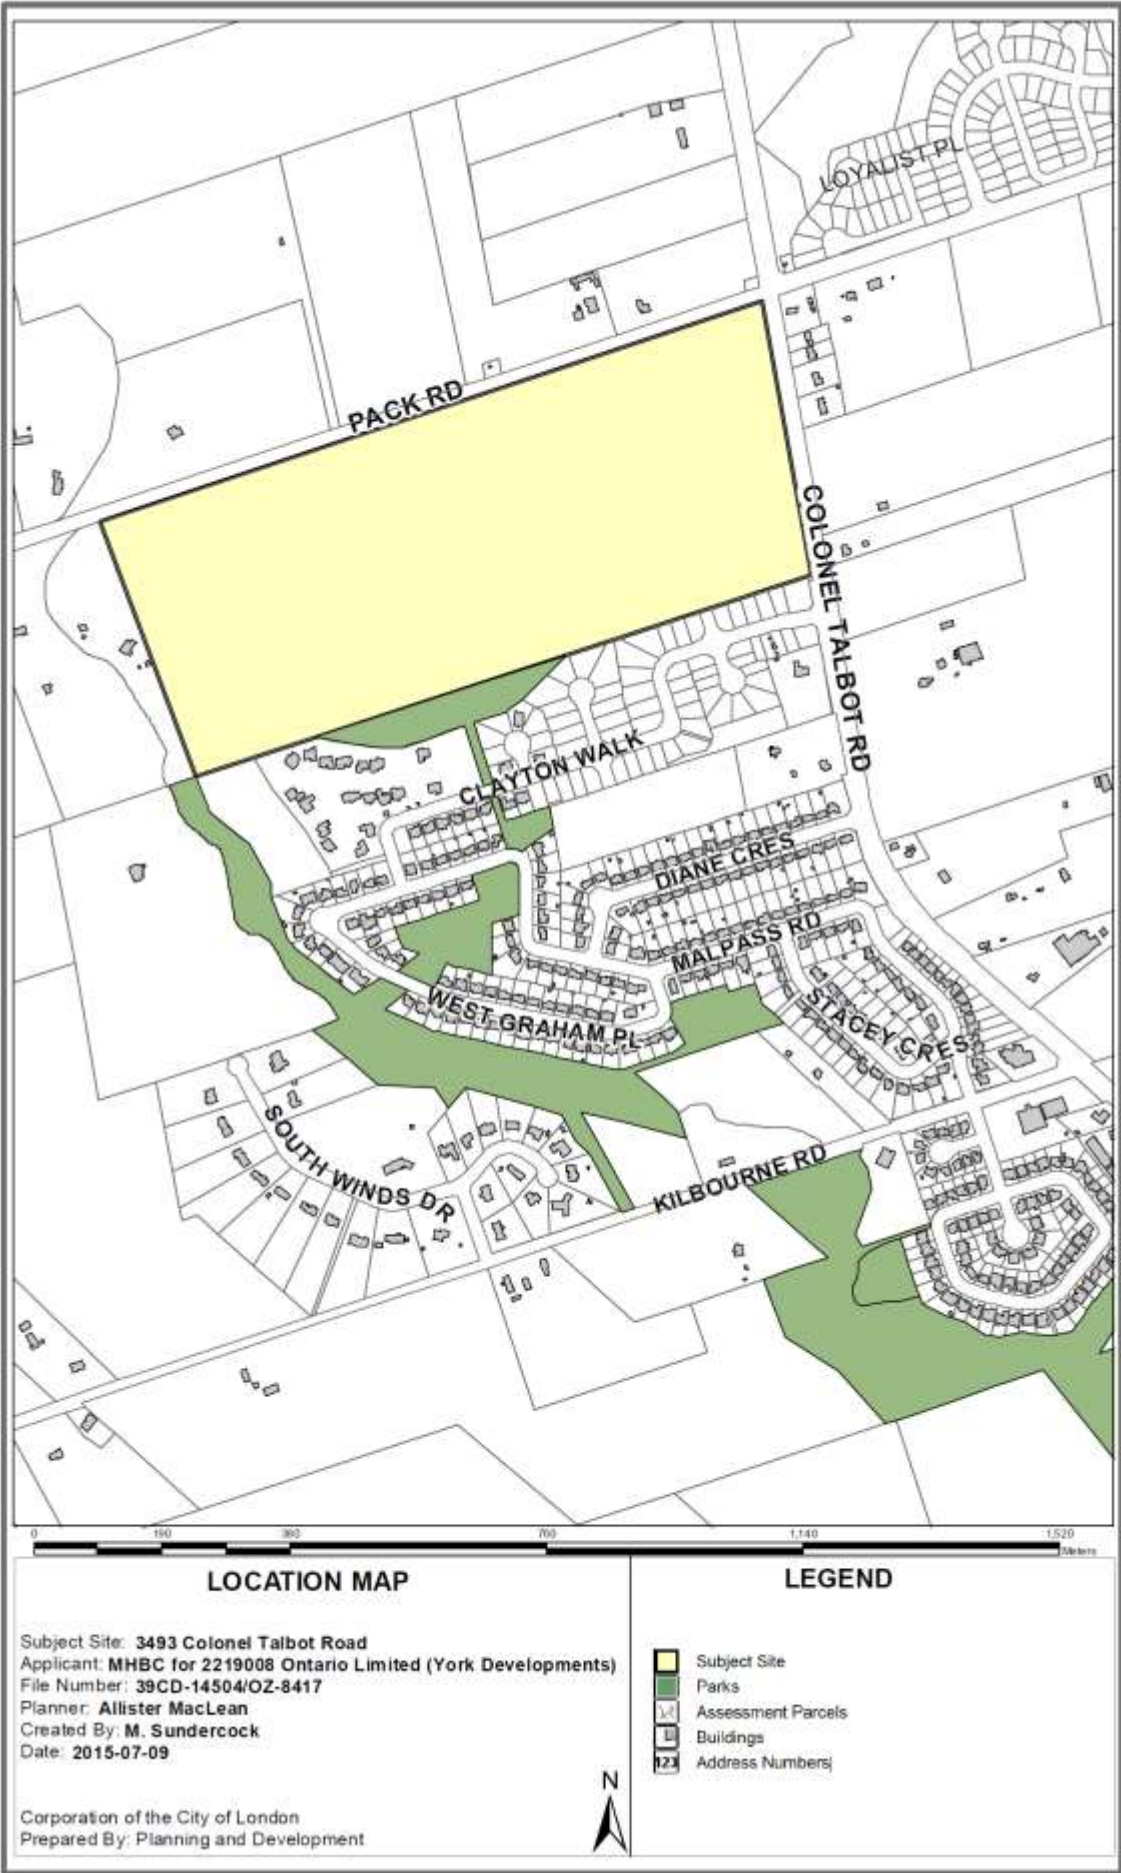 LOYALIST PL
PACK RD
COLONEL TALBOT RD
CLAYTON WALK
DIANE CRES
MALPASS RD
WEST GRAHAM PL
STACEY CRES
SOUTH WINDS DR
KILBOURNE RD
0 190 380 760 1,140 1,520
Meters
LOCATION MAP
Subject Site: 3493 Colonel Talbot Road
Applicant: MHBC for 2219008 Ontario Limited (York Developments)
File Number: 39CD-14504/OZ-8417
Planner: Allister MacLean
Created By: M. Sundercock
Date: 2015-07-09
Corporation of the City of London
Prepared By: Planning and Development
N
LEGEND
Subject Site
Parks
Assessment Parcels
Buildings
123 Address Numbers